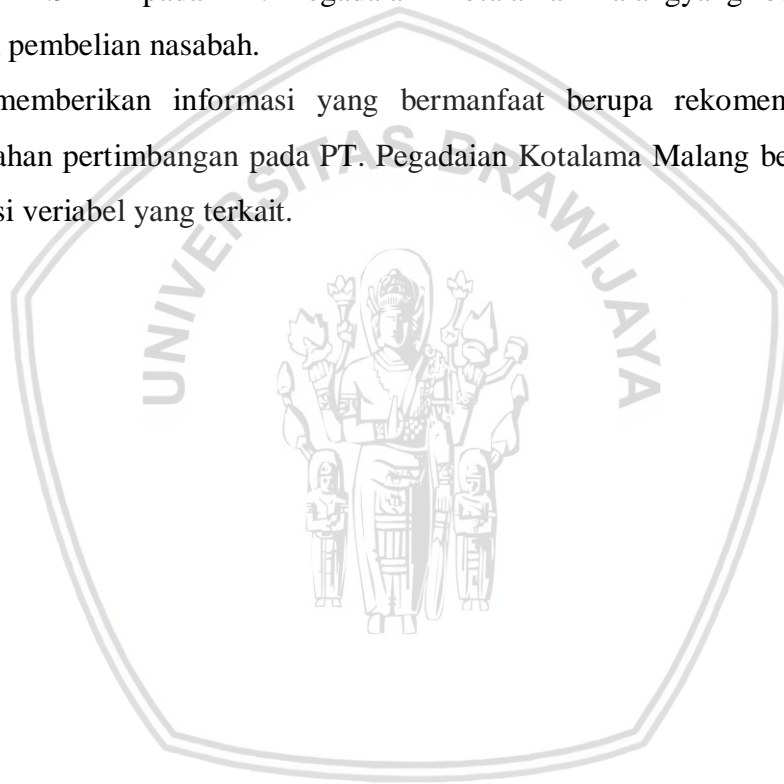 pembelian nasabah.
memberikan informasi yang bermanfaat berupa rekomen
ahan pertimbangan pada PT. Pegadaian Kotalama Malang be
si veriabel yang terkait.
UNIVERSITAS BRAWIJAYA